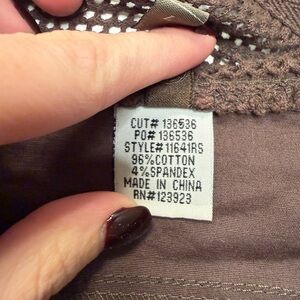 CUT# 136536
PO# 136536
STYLE# 11641RS
96%COTTON
4%SPANDEX
MADE IN CHINA
RN#123923